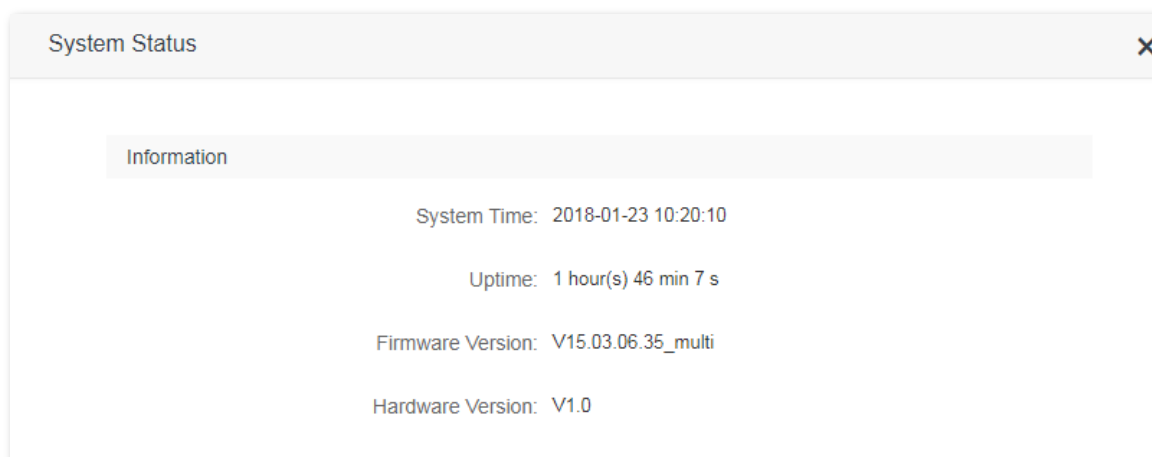 System Status
Information
System Time: 2018-01-23 10:20:10
Uptime: 1 hour(s) 46 min 7 s
Firmware Version: V15.03.06.35_multi
Hardware Version: V1.0